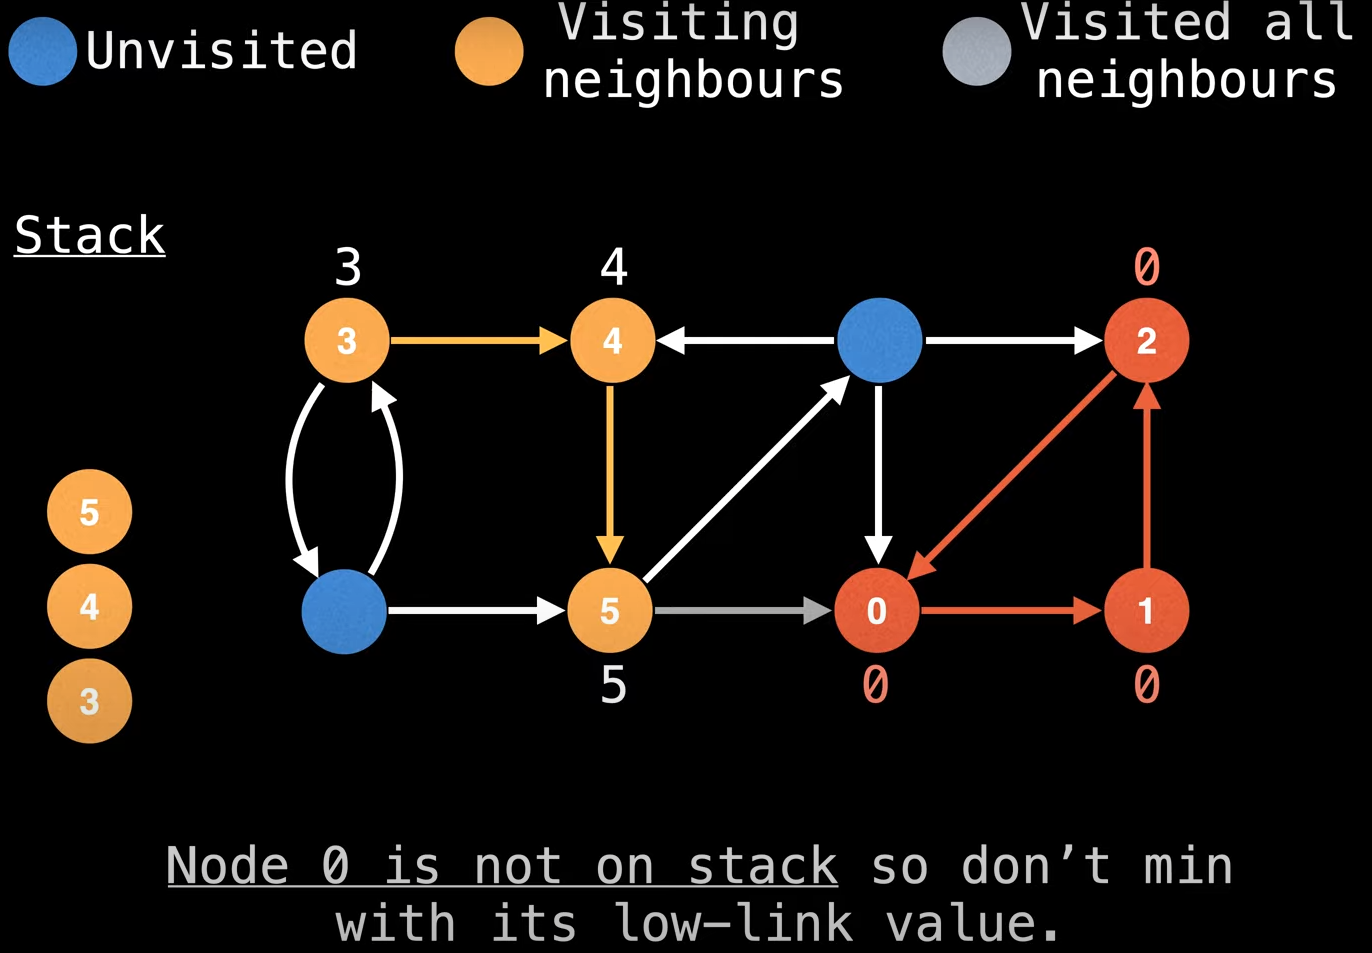 Unvisited
Visiting
neighbours
Visited all
neighbours
Stack
3
4
0
3
4
2
5
4
3
5
0
1
5
0
0
Node 0 is not on stack so don’t min
with its low–link value.